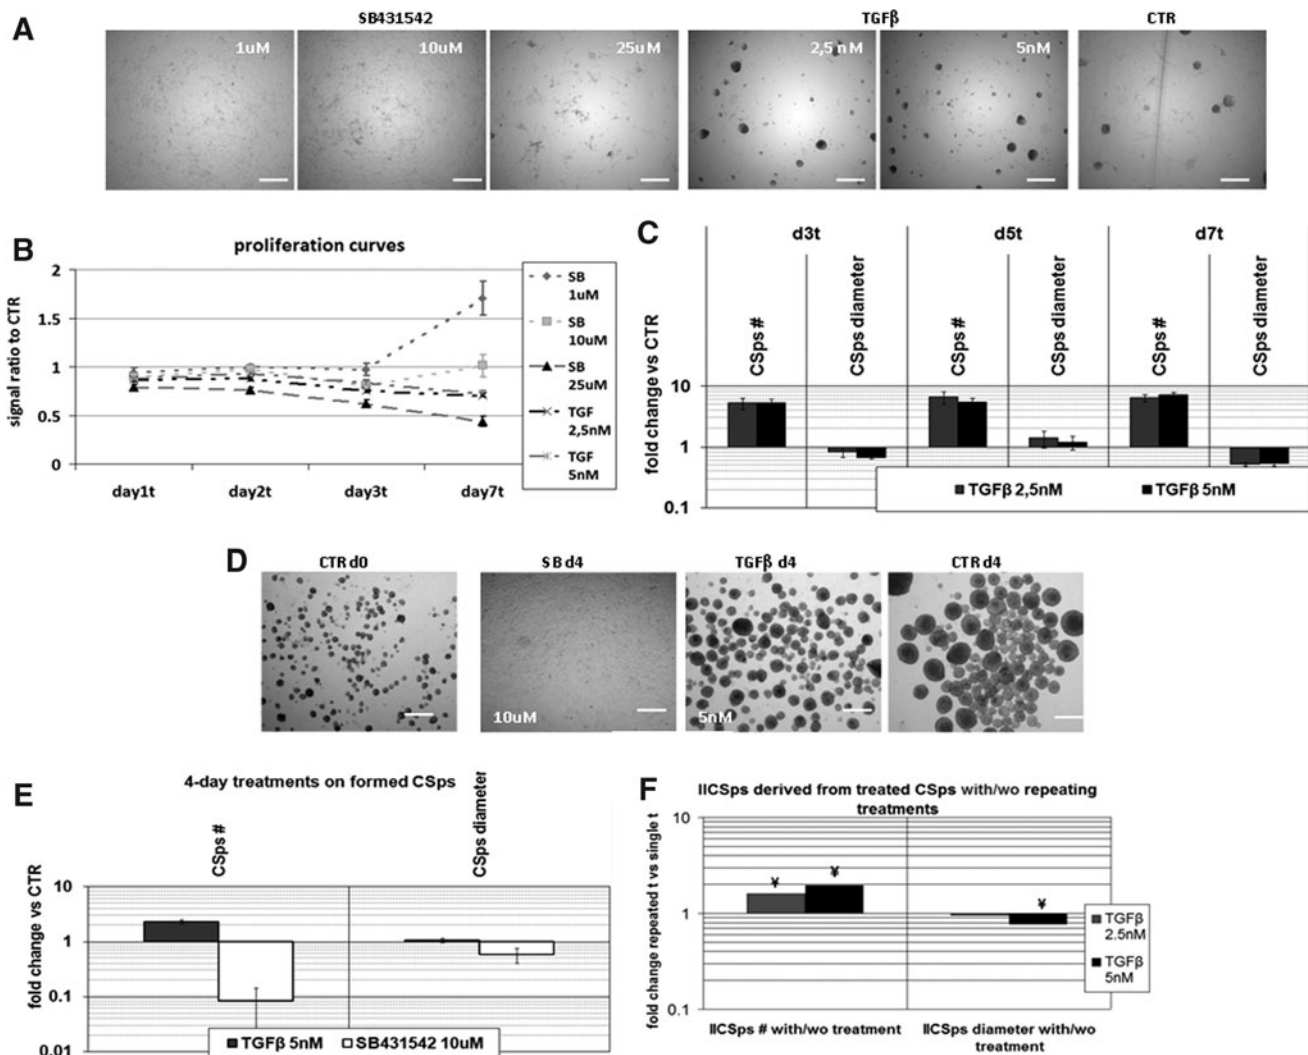 A
SB431542
TGFβ
CTR
1uM
10uM
25uM
2,5 nM
5nM
B
proliferation curves
signal ratio to CTR
2
1.5
1
0.5
0
day1t
day2t
day3t
day7t
SB
1uM
SB
10uM
SB
25uM
TGF
2,5nM
TGF
5nM
C
d3t
d5t
d7t
CSps #
CSps diameter
CSps #
CSps diameter
CSps #
CSps diameter
fold change vs CTR
10
1
0.1
TGFβ 2,5nM
TGFβ 5nM
D
CTR d0
SB d4
TGFβ d4
CTR d4
10uM
5nM
E
4-day treatments on formed CSps
CSps #
CSps diameter
fold change vs CTR
10
1
0.1
0.01
TGFβ 5nM
SB431542 10uM
F
IICSps derived from treated CSps with/wo repeating
treatments
fold change repeated t vs single t
10
1
0.1
¥
¥
¥
TGFβ
2.5nM
TGFβ
5nM
IICSps # with/wo treatment
IICSps diameter with/wo
treatment